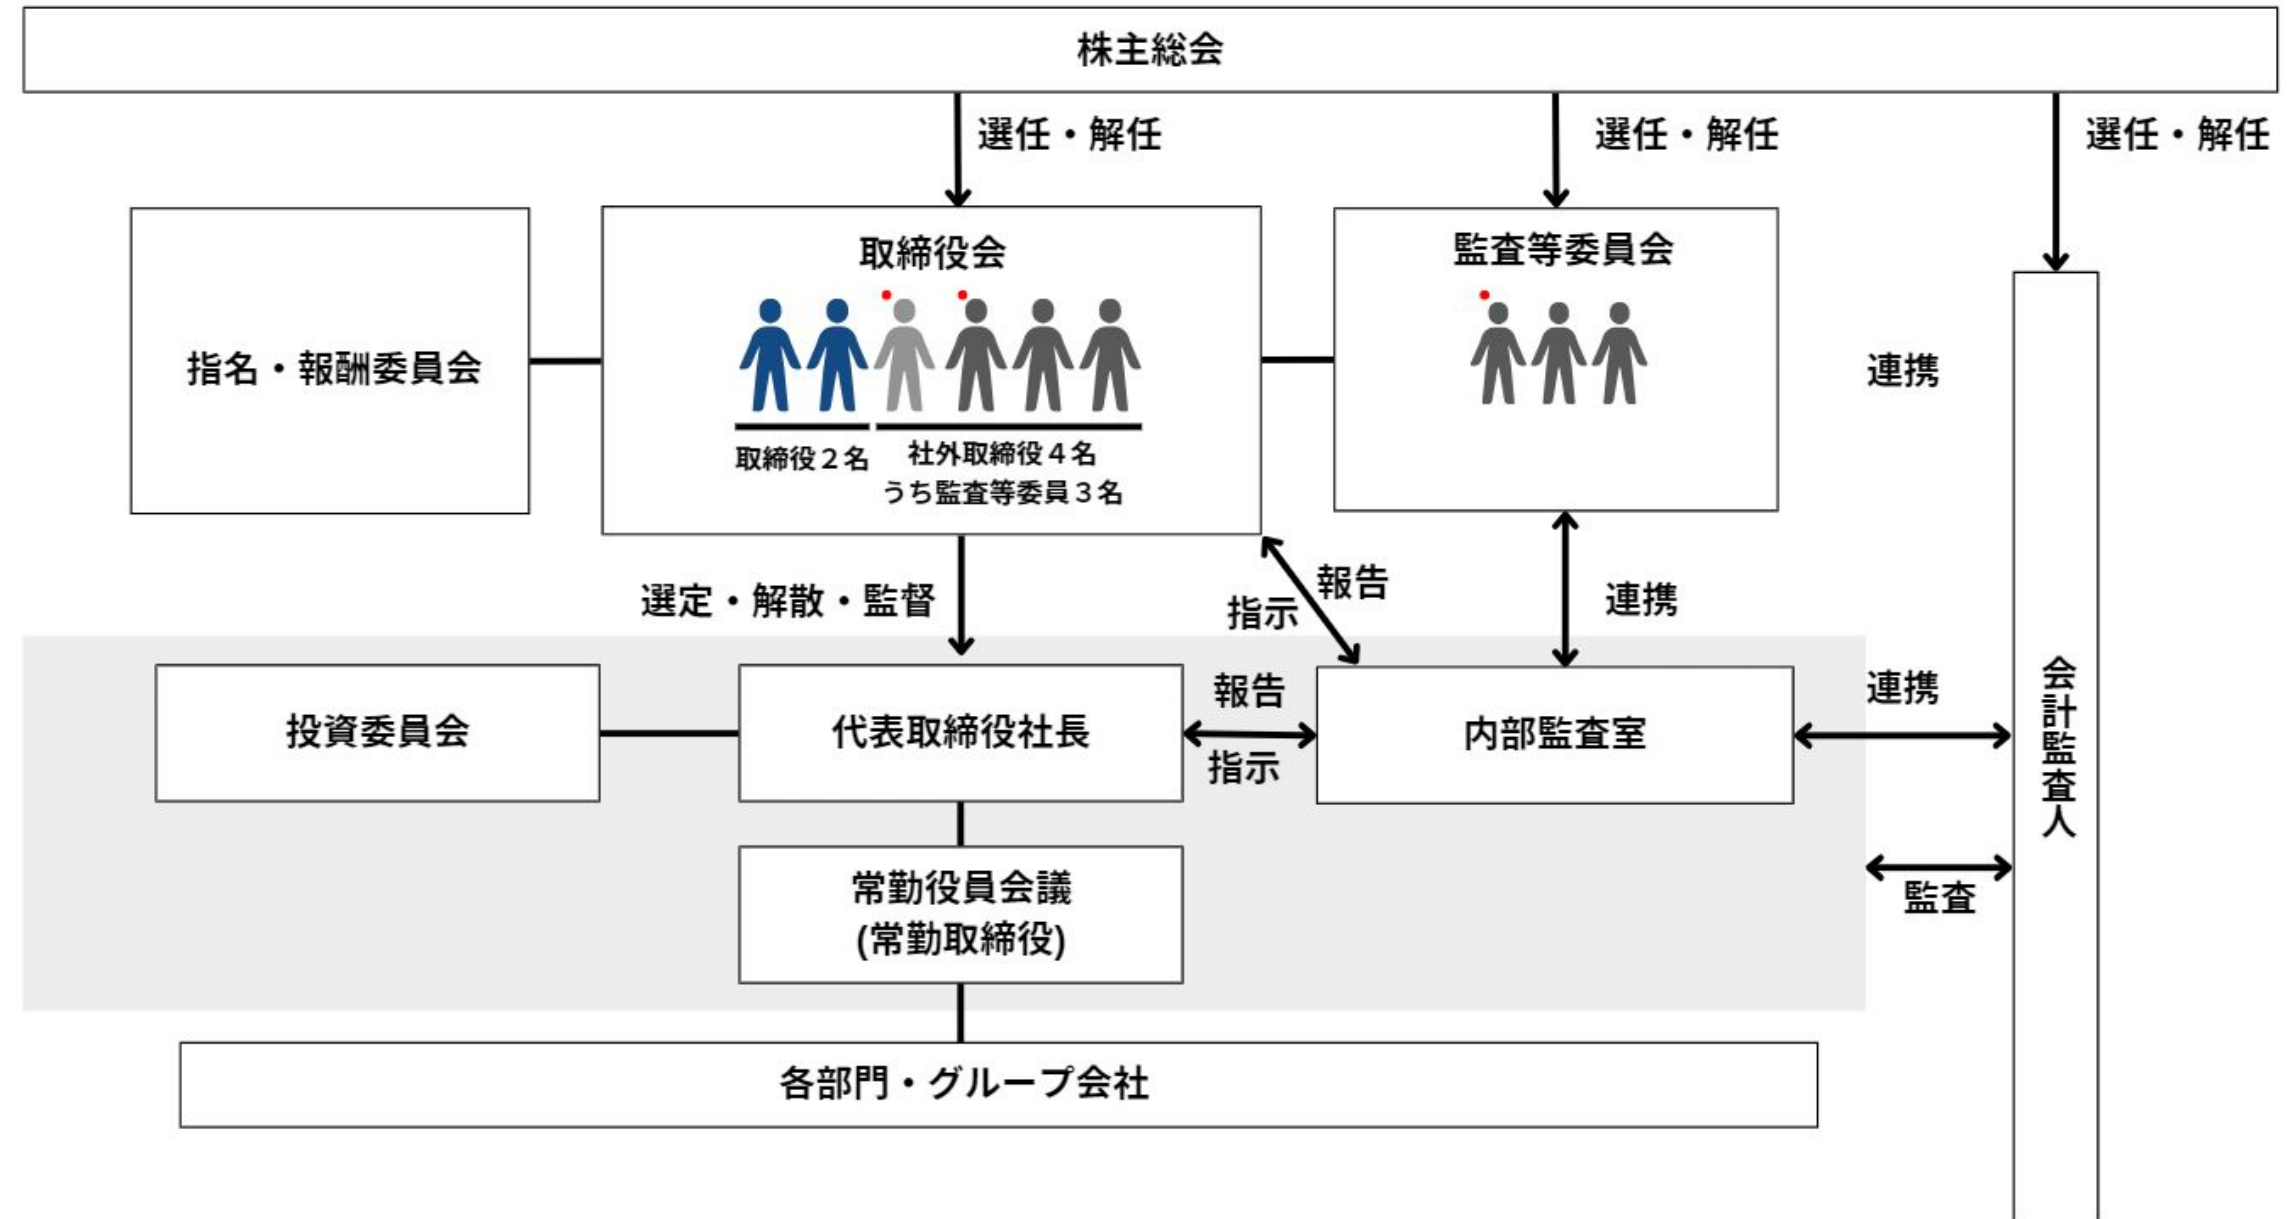 株主総会
選任・解任
選任・解任
選任・解任
指名・報酬委員会
取締役会
取締役２名
社外取締役４名
うち監査等委員３名
監査等委員会
連携
選定・解散・監督
報告
指示
連携
投資委員会
代表取締役社長
報告
指示
内部監査室
連携
会計監査人
監査
常勤役員会議
(常勤取締役)
各部門・グループ会社